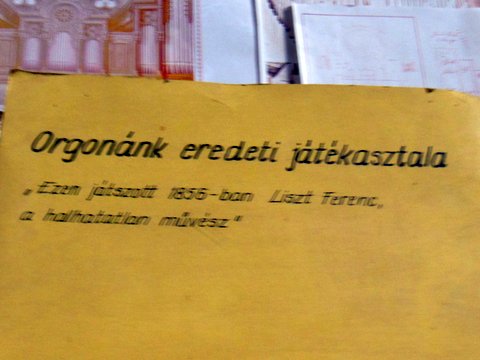 Orgonánk eredeti játékasztala
„Ezen játszott 1856-ban Liszt Ferenc,
a halhatatlan művész"